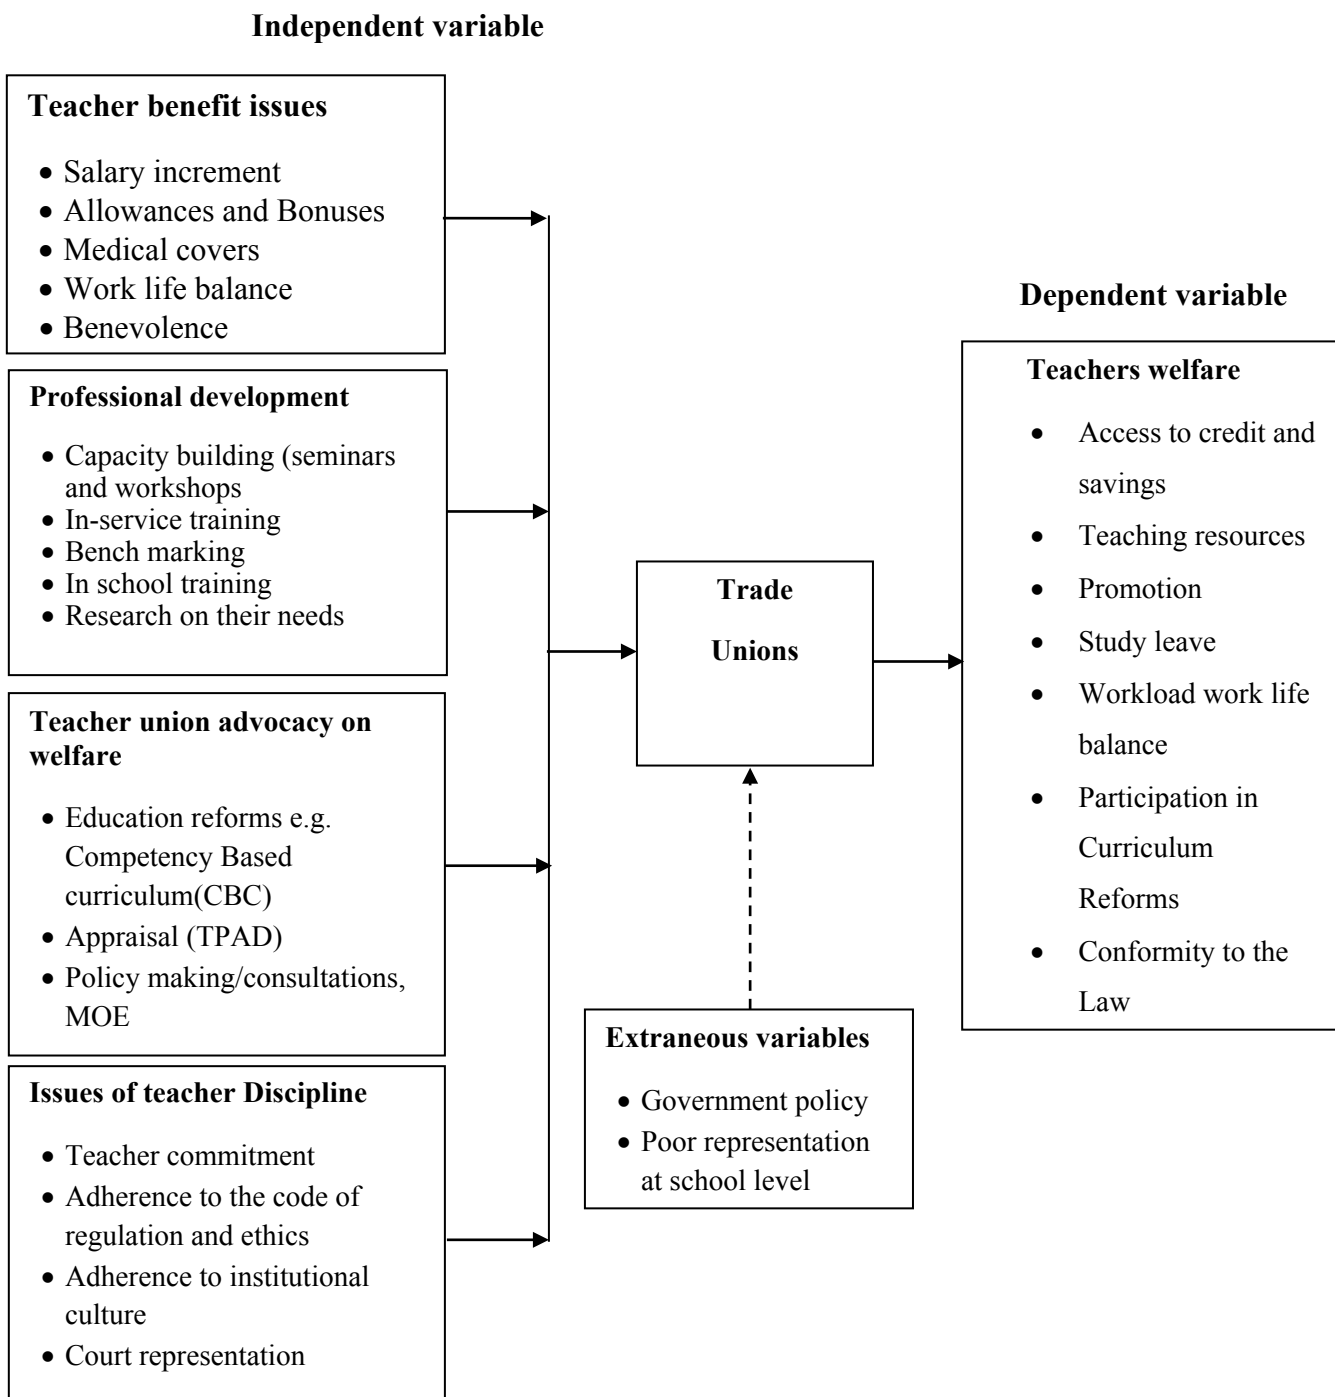 Independent variable
Teacher benefit issues
• Salary increment
• Allowances and Bonuses
• Medical covers
• Work life balance
• Benevolence
Professional development
• Capacity building (seminars
and workshops
• In-service training
• Bench marking
• In school training
• Research on their needs
Teacher union advocacy on
welfare
• Education reforms e.g.
Competency Based
curriculum(CBC)
• Appraisal (TPAD)
• Policy making/consultations,
MOE
Issues of teacher Discipline
• Teacher commitment
• Adherence to the code of
regulation and ethics
• Adherence to institutional
culture
• Court representation
Trade
Unions
Extraneous variables
• Government policy
• Poor representation
at school level
Dependent variable
Teachers welfare
• Access to credit and
savings
• Teaching resources
• Promotion
• Study leave
• Workload work life
balance
• Participation in
Curriculum
Reforms
• Conformity to the
Law